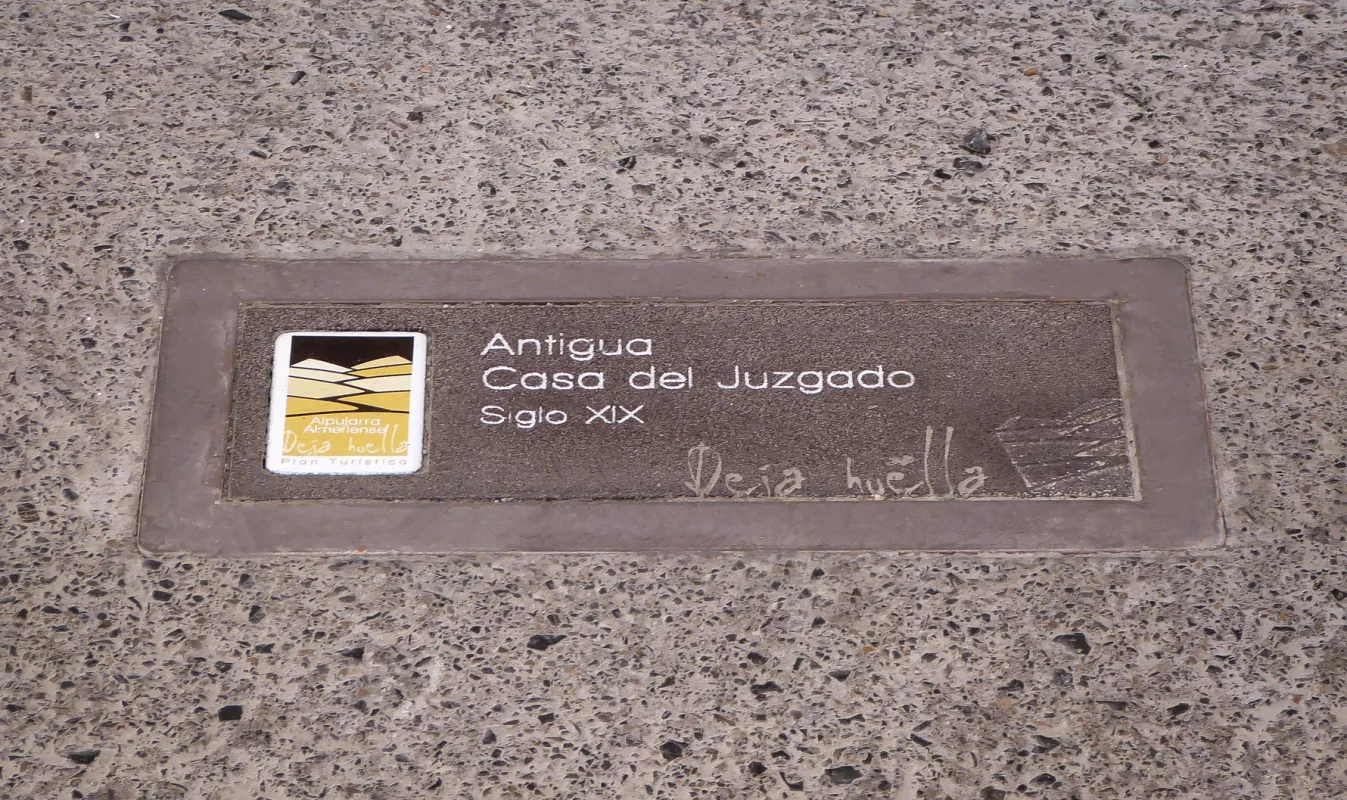 Antigua
Casa del Juzgado
Siglo XIX
Deja huella
Alpujarra
Almeriense
Deja huella
Plan Turístico